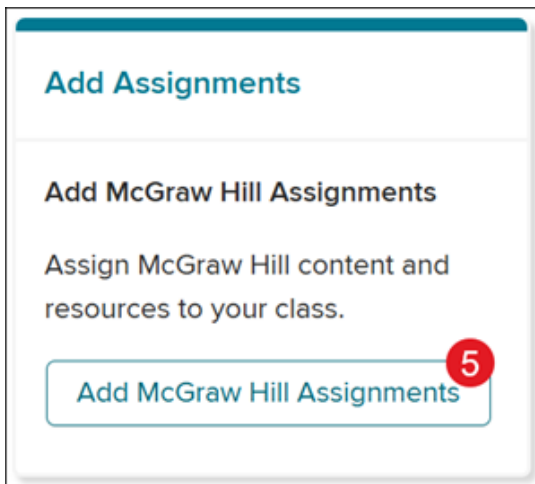 Add Assignments
Add McGraw Hill Assignments
Assign McGraw Hill content and
resources to your class.
5
Add McGraw Hill Assignments